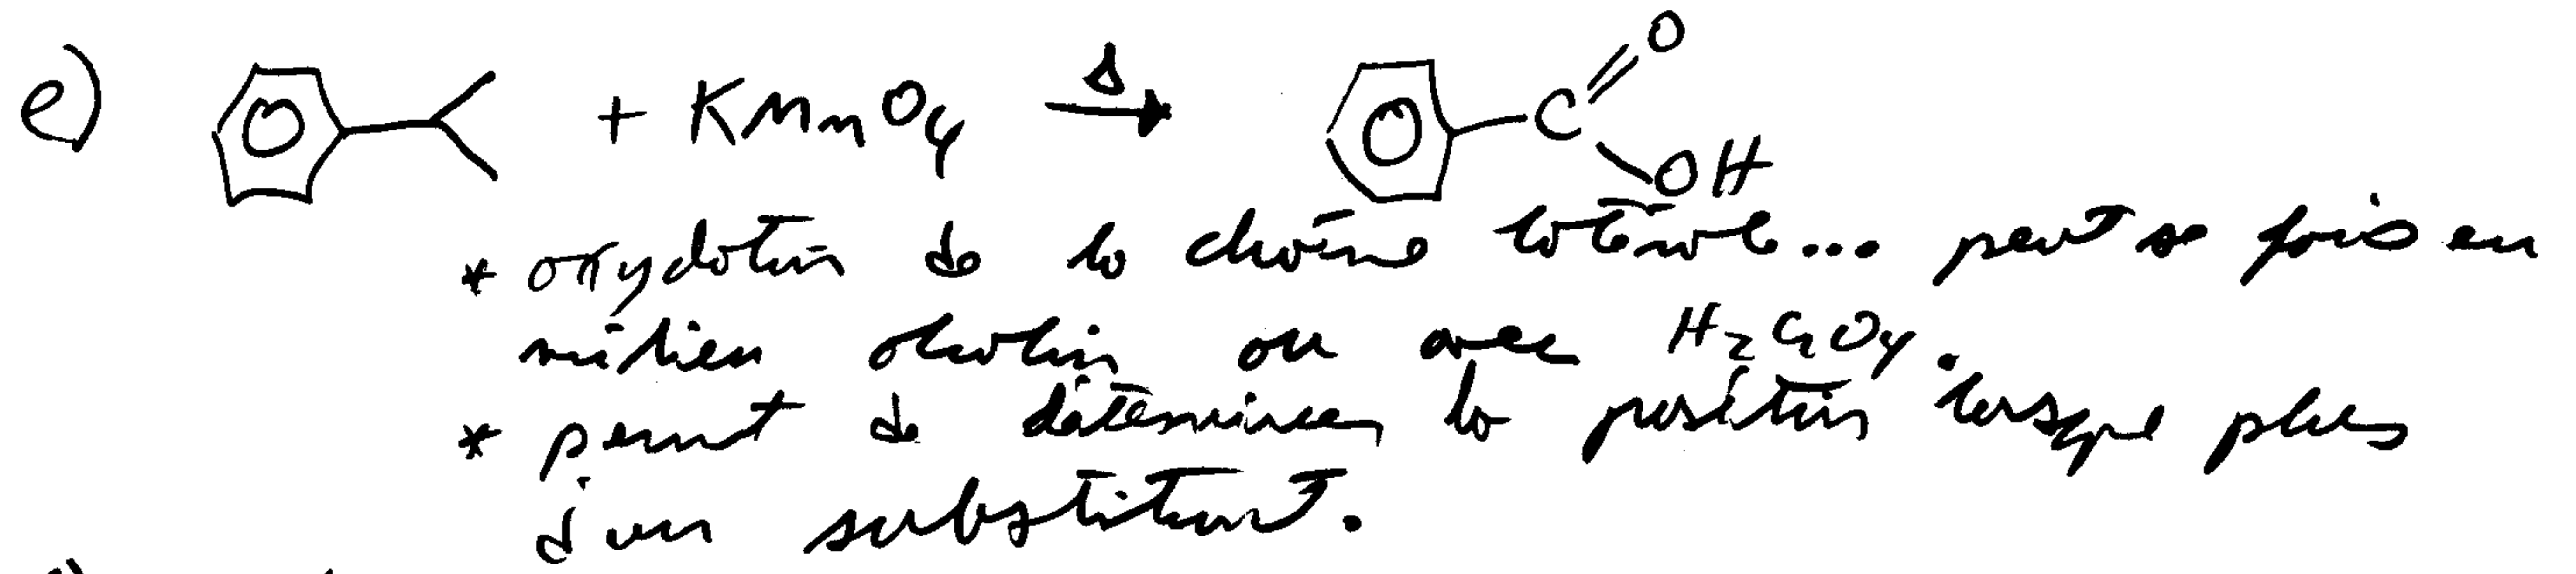 e) + KMnO4 Δ → C O OH
* oxydation de la chaîne latérale... peut se faire en
milieu alcalin ou avec H2CrO4.
* permet de déterminer la position lorsque plus
d'un substituant.